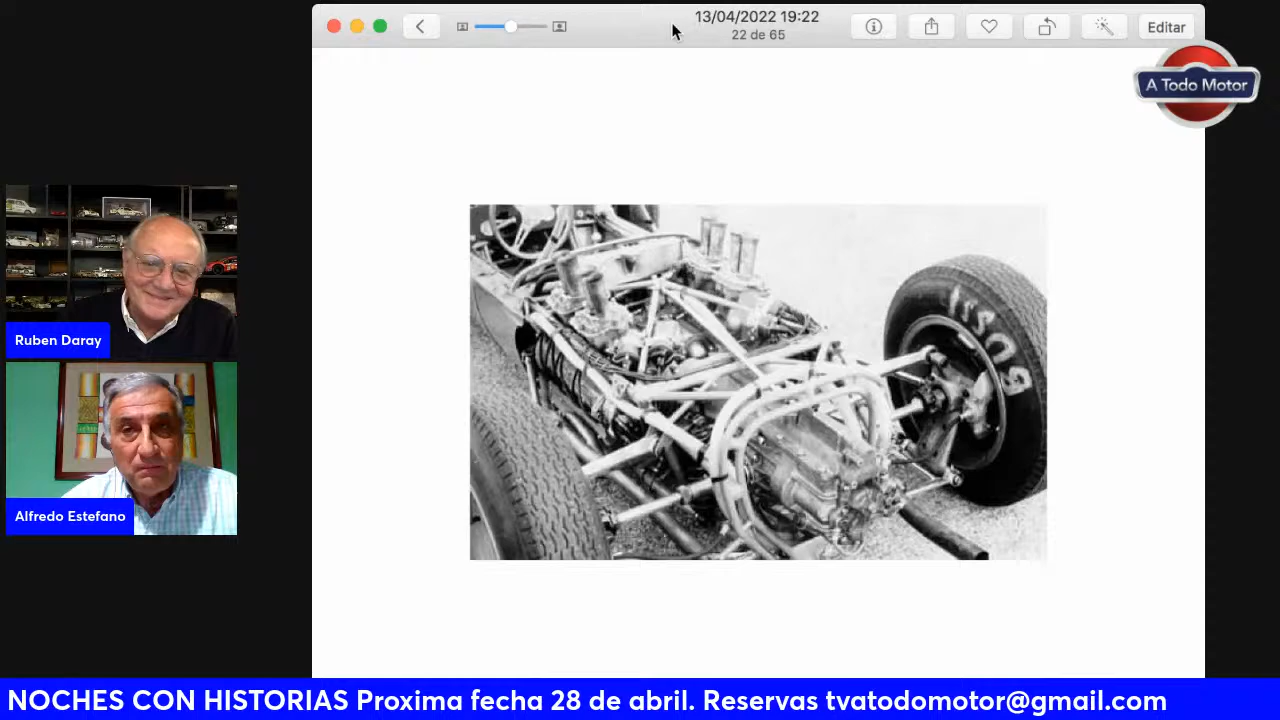 13/04/2022 19:22
22 de 65
Editar
A Todo Motor
Ruben Daray
Alfredo Estefano
NOCHES CON HISTORIAS Proxima fecha 28 de abril. Reservas tvatodomotor@gmail.com